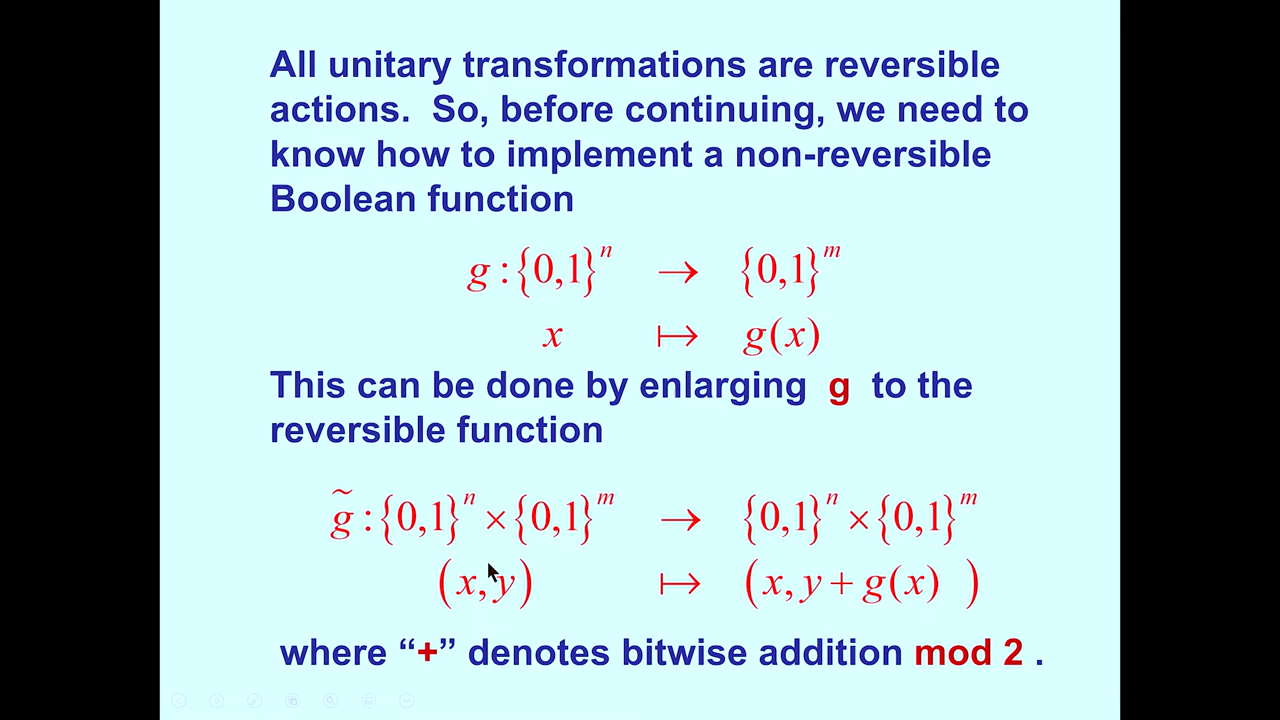 All unitary transformations are reversible
actions.  So, before continuing, we need to
know how to implement a non-reversible
Boolean function
g : {0,1}^n → {0,1}^m
x ↦ g(x)
This can be done by enlarging g to the
reversible function
g̃ : {0,1}^n × {0,1}^m → {0,1}^n × {0,1}^m
(x, y) ↦ (x, y + g(x) )
where “+” denotes bitwise addition mod 2 .